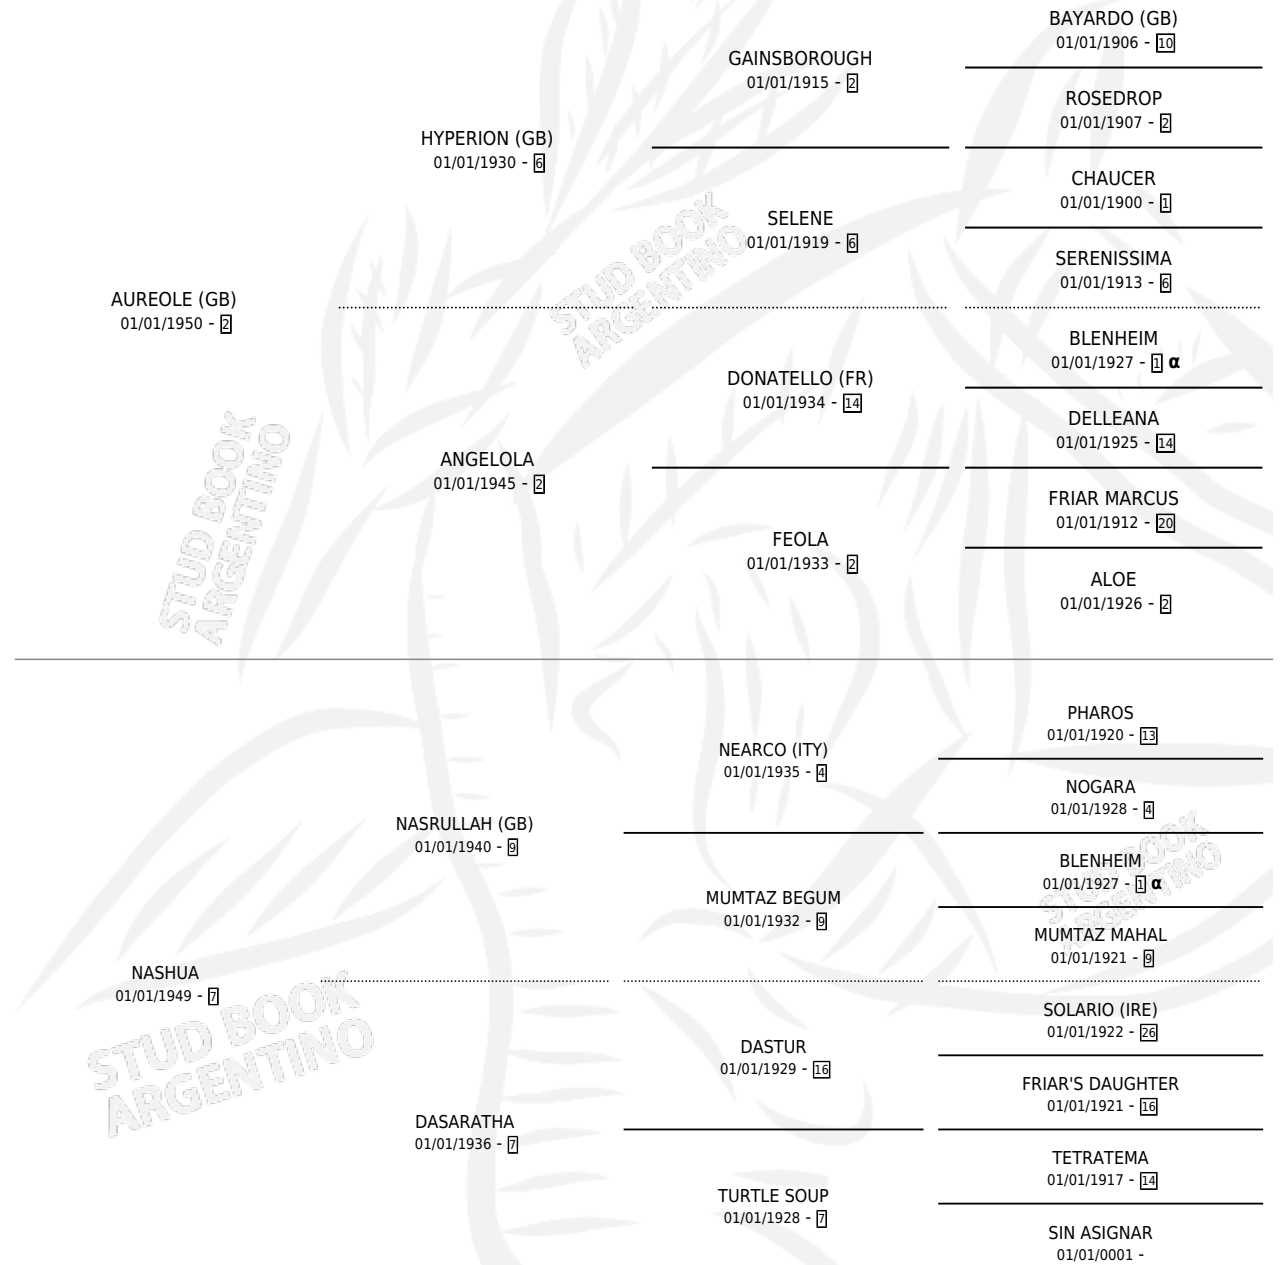 BAYARDO (GB)
01/01/1906 - 10
GAINSBOROUGH
01/01/1915 - 2
ROSEDROP
01/01/1907 - 2
HYPERION (GB)
01/01/1930 - 6
CHAUCER
01/01/1900 - 1
SELENE
01/01/1919 - 6
SERENISSIMA
01/01/1913 - 6
AUREOLE (GB)
01/01/1950 - 2
BLENHEIM
01/01/1927 - 1 α
DONATELLO (FR)
01/01/1934 - 14
DELLEANA
01/01/1925 - 14
ANGELOLA
01/01/1945 - 2
FRIAR MARCUS
01/01/1912 - 20
FEOLA
01/01/1933 - 2
ALOE
01/01/1926 - 2
PHAROS
01/01/1920 - 13
NEARCO (ITY)
01/01/1935 - 4
NOGARA
01/01/1928 - 4
NASRULLAH (GB)
01/01/1940 - 9
BLENHEIM
01/01/1927 - 1 α
MUMTAZ BEGUM
01/01/1932 - 9
MUMTAZ MAHAL
01/01/1921 - 9
NASHUA
01/01/1949 - 7
SOLARIO (IRE)
01/01/1922 - 26
DASTUR
01/01/1929 - 16
FRIAR'S DAUGHTER
01/01/1921 - 16
DASARATHA
01/01/1936 - 7
TETRATEMA
01/01/1917 - 14
TURTLE SOUP
01/01/1928 - 7
SIN ASIGNAR
01/01/0001 -
STUD BOOK
ARGENTINO
STUD BOOK
ARGENTINO
STUD BOOK
ARGENTINO
STUD BOOK
ARGENTINO